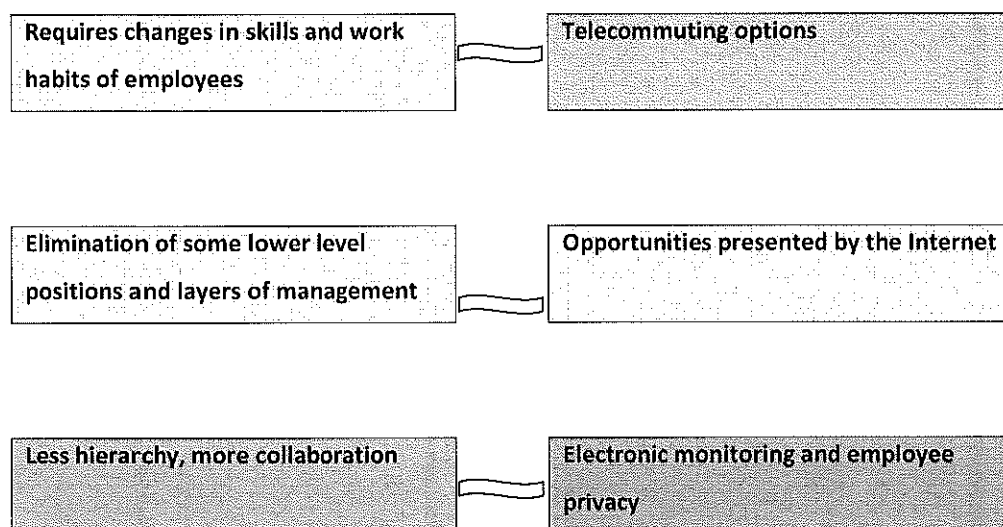 Requires changes in skills and work
habits of employees
Telecommuting options
Elimination of some lower level
positions and layers of management
Opportunities presented by the Internet
Less hierarchy, more collaboration
Electronic monitoring and employee
privacy